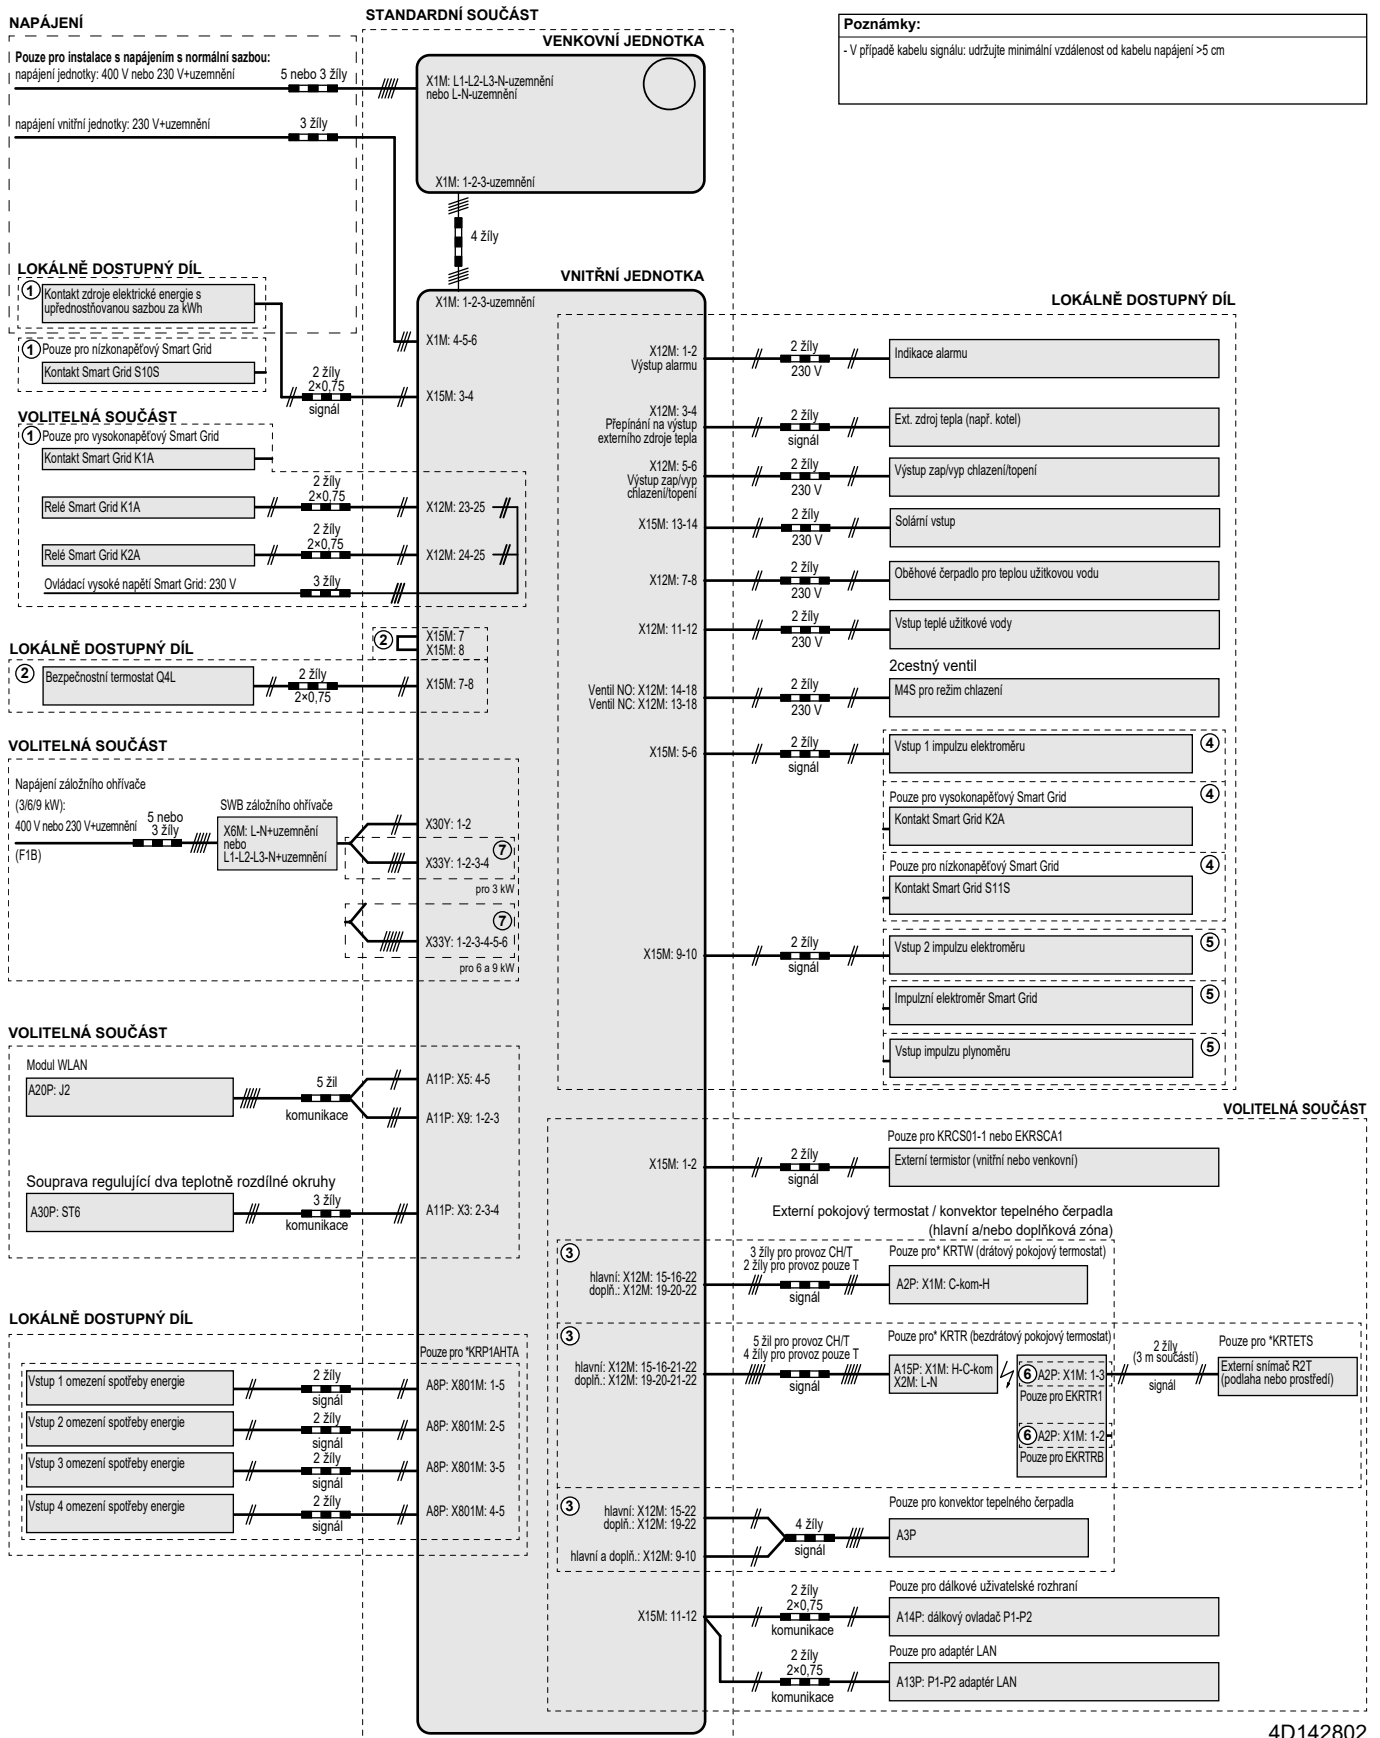 NAPÁJENÍ
Pouze pro instalace s napájením s normální sazbou:
napájení jednotky: 400 V nebo 230 V+uzemnění
5 nebo 3 žíly
napájení vnitřní jednotky: 230 V+uzemnění
3 žíly
STANDARDNÍ SOUČÁST
VENKOVNÍ JEDNOTKA
X1M: L1-L2-L3-N-uzemnění
nebo L-N-uzemnění
X1M: 1-2-3-uzemnění
4 žíly
Poznámky:
- V případě kabelu signálu: udržujte minimální vzdálenost od kabelu napájení >5 cm
VNITŘNÍ JEDNOTKA
X1M: 1-2-3-uzemnění
X1M: 4-5-6
LOKÁLNĚ DOSTUPNÝ DÍL
1
Kontakt zdroje elektrické energie s
upřednostňovanou sazbou za kWh
1
Pouze pro nízkonapěťový Smart Grid
Kontakt Smart Grid S10S
2 žíly
2×0,75
signál
X15M: 3-4
VOLITELNÁ SOUČÁST
1
Pouze pro vysokonapěťový Smart Grid
Kontakt Smart Grid K1A
Relé Smart Grid K1A
2 žíly
2×0,75
X12M: 23-25
Relé Smart Grid K2A
2 žíly
2×0,75
X12M: 24-25
Ovládací vysoké napětí Smart Grid: 230 V
3 žíly
2
X15M: 7
X15M: 8
LOKÁLNĚ DOSTUPNÝ DÍL
2
Bezpečnostní termostat Q4L
2 žíly
2×0,75
X15M: 7-8
VOLITELNÁ SOUČÁST
Napájení záložního ohřívače
(3/6/9 kW):
400 V nebo 230 V+uzemnění
(F1B)
5 nebo
3 žíly
SWB záložního ohřívače
X6M: L-N+uzemnění
nebo
L1-L2-L3-N+uzemnění
X30Y: 1-2
7
X33Y: 1-2-3-4
pro 3 kW
7
X33Y: 1-2-3-4-5-6
pro 6 a 9 kW
VOLITELNÁ SOUČÁST
Modul WLAN
A20P: J2
5 žil
komunikace
A11P: X5: 4-5
A11P: X9: 1-2-3
Souprava regulující dva teplotně rozdílné okruhy
A30P: ST6
3 žíly
komunikace
A11P: X3: 2-3-4
LOKÁLNĚ DOSTUPNÝ DÍL
Pouze pro *KRP1AHTA
Vstup 1 omezení spotřeby energie
2 žíly
signál
A8P: X801M: 1-5
Vstup 2 omezení spotřeby energie
2 žíly
signál
A8P: X801M: 2-5
Vstup 3 omezení spotřeby energie
2 žíly
signál
A8P: X801M: 3-5
Vstup 4 omezení spotřeby energie
2 žíly
signál
A8P: X801M: 4-5
LOKÁLNĚ DOSTUPNÝ DÍL
X12M: 1-2
Výstup alarmu
2 žíly
230 V
Indikace alarmu
X12M: 3-4
Přepínání na výstup
externího zdroje tepla
2 žíly
signál
Ext. zdroj tepla (např. kotel)
X12M: 5-6
Výstup zap/vyp
chlazení/topení
2 žíly
230 V
Výstup zap/vyp chlazení/topení
X15M: 13-14
2 žíly
230 V
Solární vstup
X12M: 7-8
2 žíly
230 V
Oběhové čerpadlo pro teplou užitkovou vodu
X12M: 11-12
2 žíly
230 V
Vstup teplé užitkové vody
2cestný ventil
Ventil NO: X12M: 14-18
Ventil NC: X12M: 13-18
2 žíly
230 V
M4S pro režim chlazení
X15M: 5-6
2 žíly
signál
Vstup 1 impulzu elektroměru
4
Pouze pro vysokonapěťový Smart Grid
4
Kontakt Smart Grid K2A
Pouze pro nízkonapěťový Smart Grid
4
Kontakt Smart Grid S11S
X15M: 9-10
2 žíly
signál
Vstup 2 impulzu elektroměru
5
Impulzní elektroměr Smart Grid
5
Vstup impulzu plynoměru
5
VOLITELNÁ SOUČÁST
Pouze pro KRCS01-1 nebo EKRSCA1
X15M: 1-2
2 žíly
signál
Externí termistor (vnitřní nebo venkovní)
Externí pokojový termostat / konvektor tepelného čerpadla
(hlavní a/nebo doplňková zóna)
3
hlavní: X12M: 15-16-22
doplň.: X12M: 19-20-22
3 žíly pro provoz CH/T
2 žíly pro provoz pouze T
signál
Pouze pro* KRTW (drátový pokojový termostat)
A2P: X1M: C-kom-H
3
hlavní: X12M: 15-16-21-22
doplň.: X12M: 19-20-21-22
5 žil pro provoz CH/T
4 žíly pro provoz pouze T
signál
Pouze pro* KRTR (bezdrátový pokojový termostat)
A15P: X1M: H-C-kom
X2M: L-N
6 A2P: X1M: 1-3
Pouze pro EKRTR1
6 A2P: X1M: 1-2
Pouze pro EKRTRB
2 žíly
(3 m součástí)
signál
Pouze pro *KRTETS
Externí snímač R2T
(podlaha nebo prostředí)
3
hlavní: X12M: 15-22
doplň.: X12M: 19-22
hlavní a doplň.: X12M: 9-10
4 žíly
signál
Pouze pro konvektor tepelného čerpadla
A3P
X15M: 11-12
2 žíly
2×0,75
komunikace
Pouze pro dálkové uživatelské rozhraní
A14P: dálkový ovladač P1-P2
2 žíly
2×0,75
komunikace
Pouze pro adaptér LAN
A13P: P1-P2 adaptér LAN
4D142802